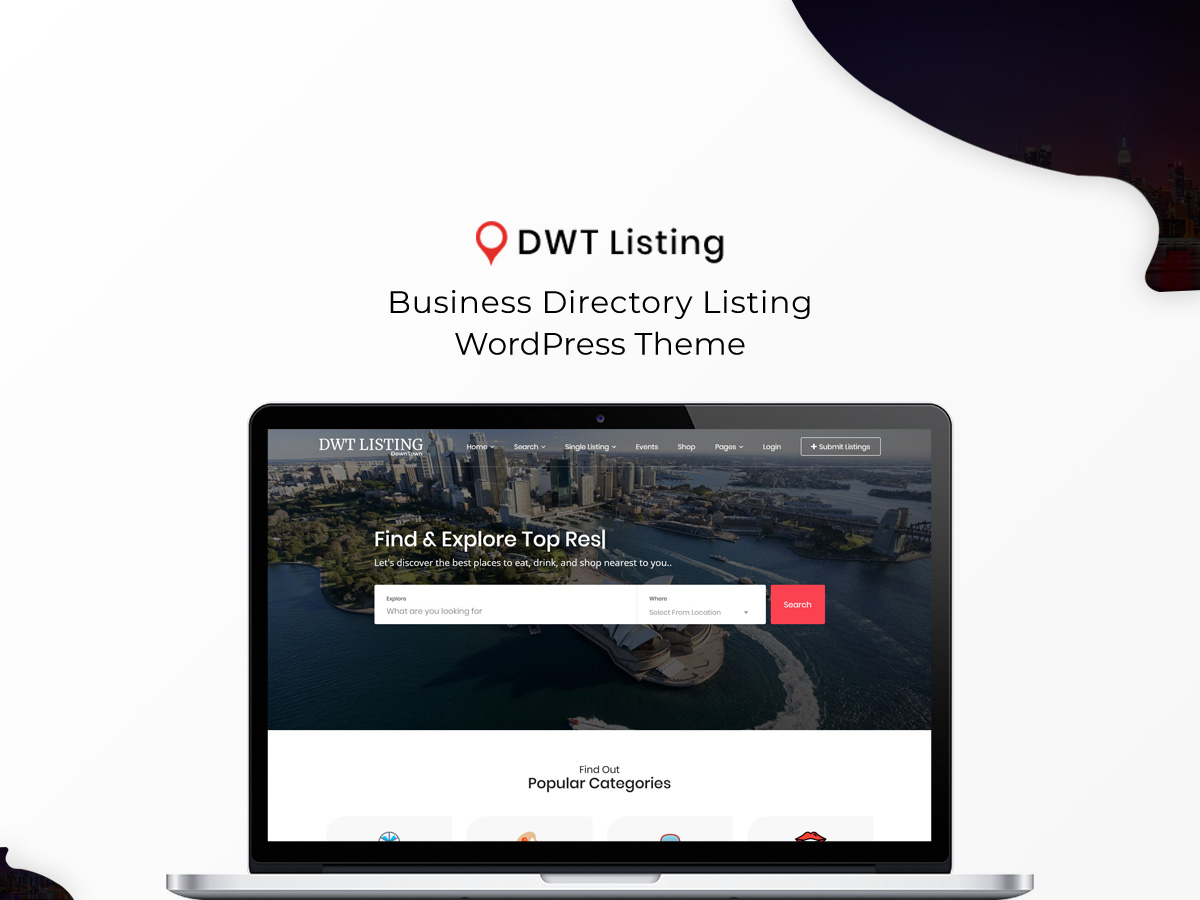 DWT Listing
Business Directory Listing
WordPress Theme
DWT LISTING
DownTown
Home Search Single Listing Events Shop Pages Login + Submit Listings
Find & Explore Top Res|
Let's discover the best places to eat, drink, and shop nearest to you..
Explore Where
What are you looking for Select From Location
Search
Find Out
Popular Categories